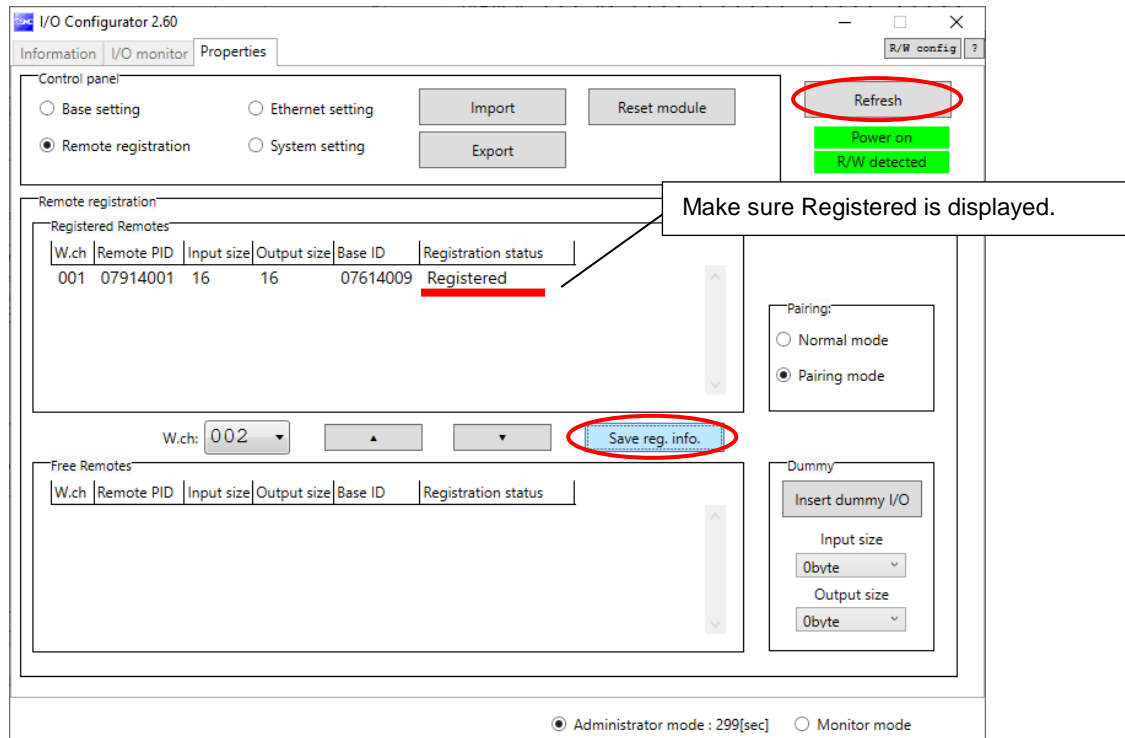 SMC I/O Configurator 2.60
Information I/O monitor Properties R/W config ?
Control panel
Base setting Ethernet setting Import Reset module Refresh
Remote registration System setting Export Power on
R/W detected
Make sure Registered is displayed.
Remote registration
Registered Remotes
W.ch Remote PID Input size Output size Base ID Registration status
001 07914001 16 16 07614009 Registered
Pairing:
Normal mode
Pairing mode
W.ch: 002 ▲ ▼ Save reg. info.
Free Remotes
W.ch Remote PID Input size Output size Base ID Registration status
Dummy
Insert dummy I/O
Input size
0byte
Output size
0byte
Administrator mode : 299[sec] Monitor mode